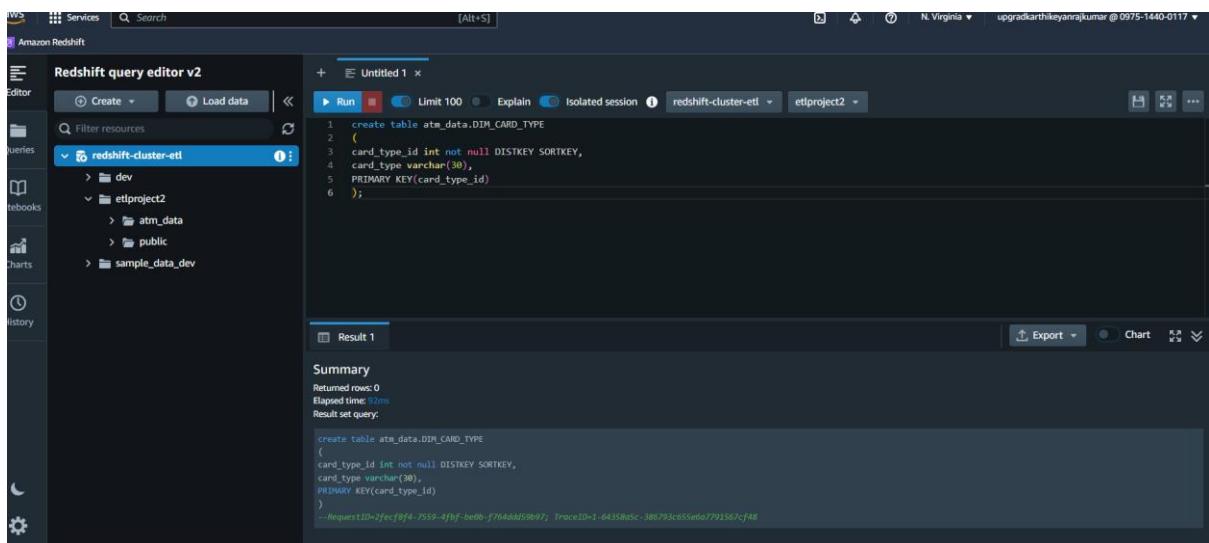 aws Services Search [Alt+S] N. Virginia upgradkarthikeyanrajkumar @ 0975-1440-0117
Amazon Redshift
Editor
Queries
tebooks
Charts
History
Redshift query editor v2
Create Load data
Filter resources
redshift-cluster-etl
dev
etlproject2
atm_data
public
sample_data_dev
+ Untitled 1 ×
Run Limit 100 Explain Isolated session redshift-cluster-etl etlproject2
1 create table atm_data.DIM_CARD_TYPE
2 (
3 card_type_id int not null DISTKEY SORTKEY,
4 card_type varchar(30),
5 PRIMARY KEY(card_type_id)
6 );
Result 1 Export Chart
Summary
Returned rows: 0
Elapsed time: 92ms
Result set query:
create table atm_data.DIM_CARD_TYPE
(
card_type_id int not null DISTKEY SORTKEY,
card_type varchar(30),
PRIMARY KEY(card_type_id)
)